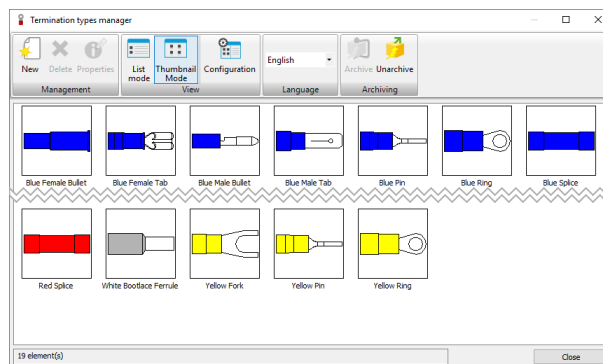 Termination types manager
New Delete Properties
Management
List mode Thumbnail Mode Configuration
View
English
Language
Archive Unarchive
Archiving
Blue Female Bullet Blue Female Tab Blue Male Bullet Blue Male Tab Blue Pin Blue Ring Blue Splice
Red Splice White Bootlace Ferrule Yellow Fork Yellow Pin Yellow Ring
19 element(s) Close